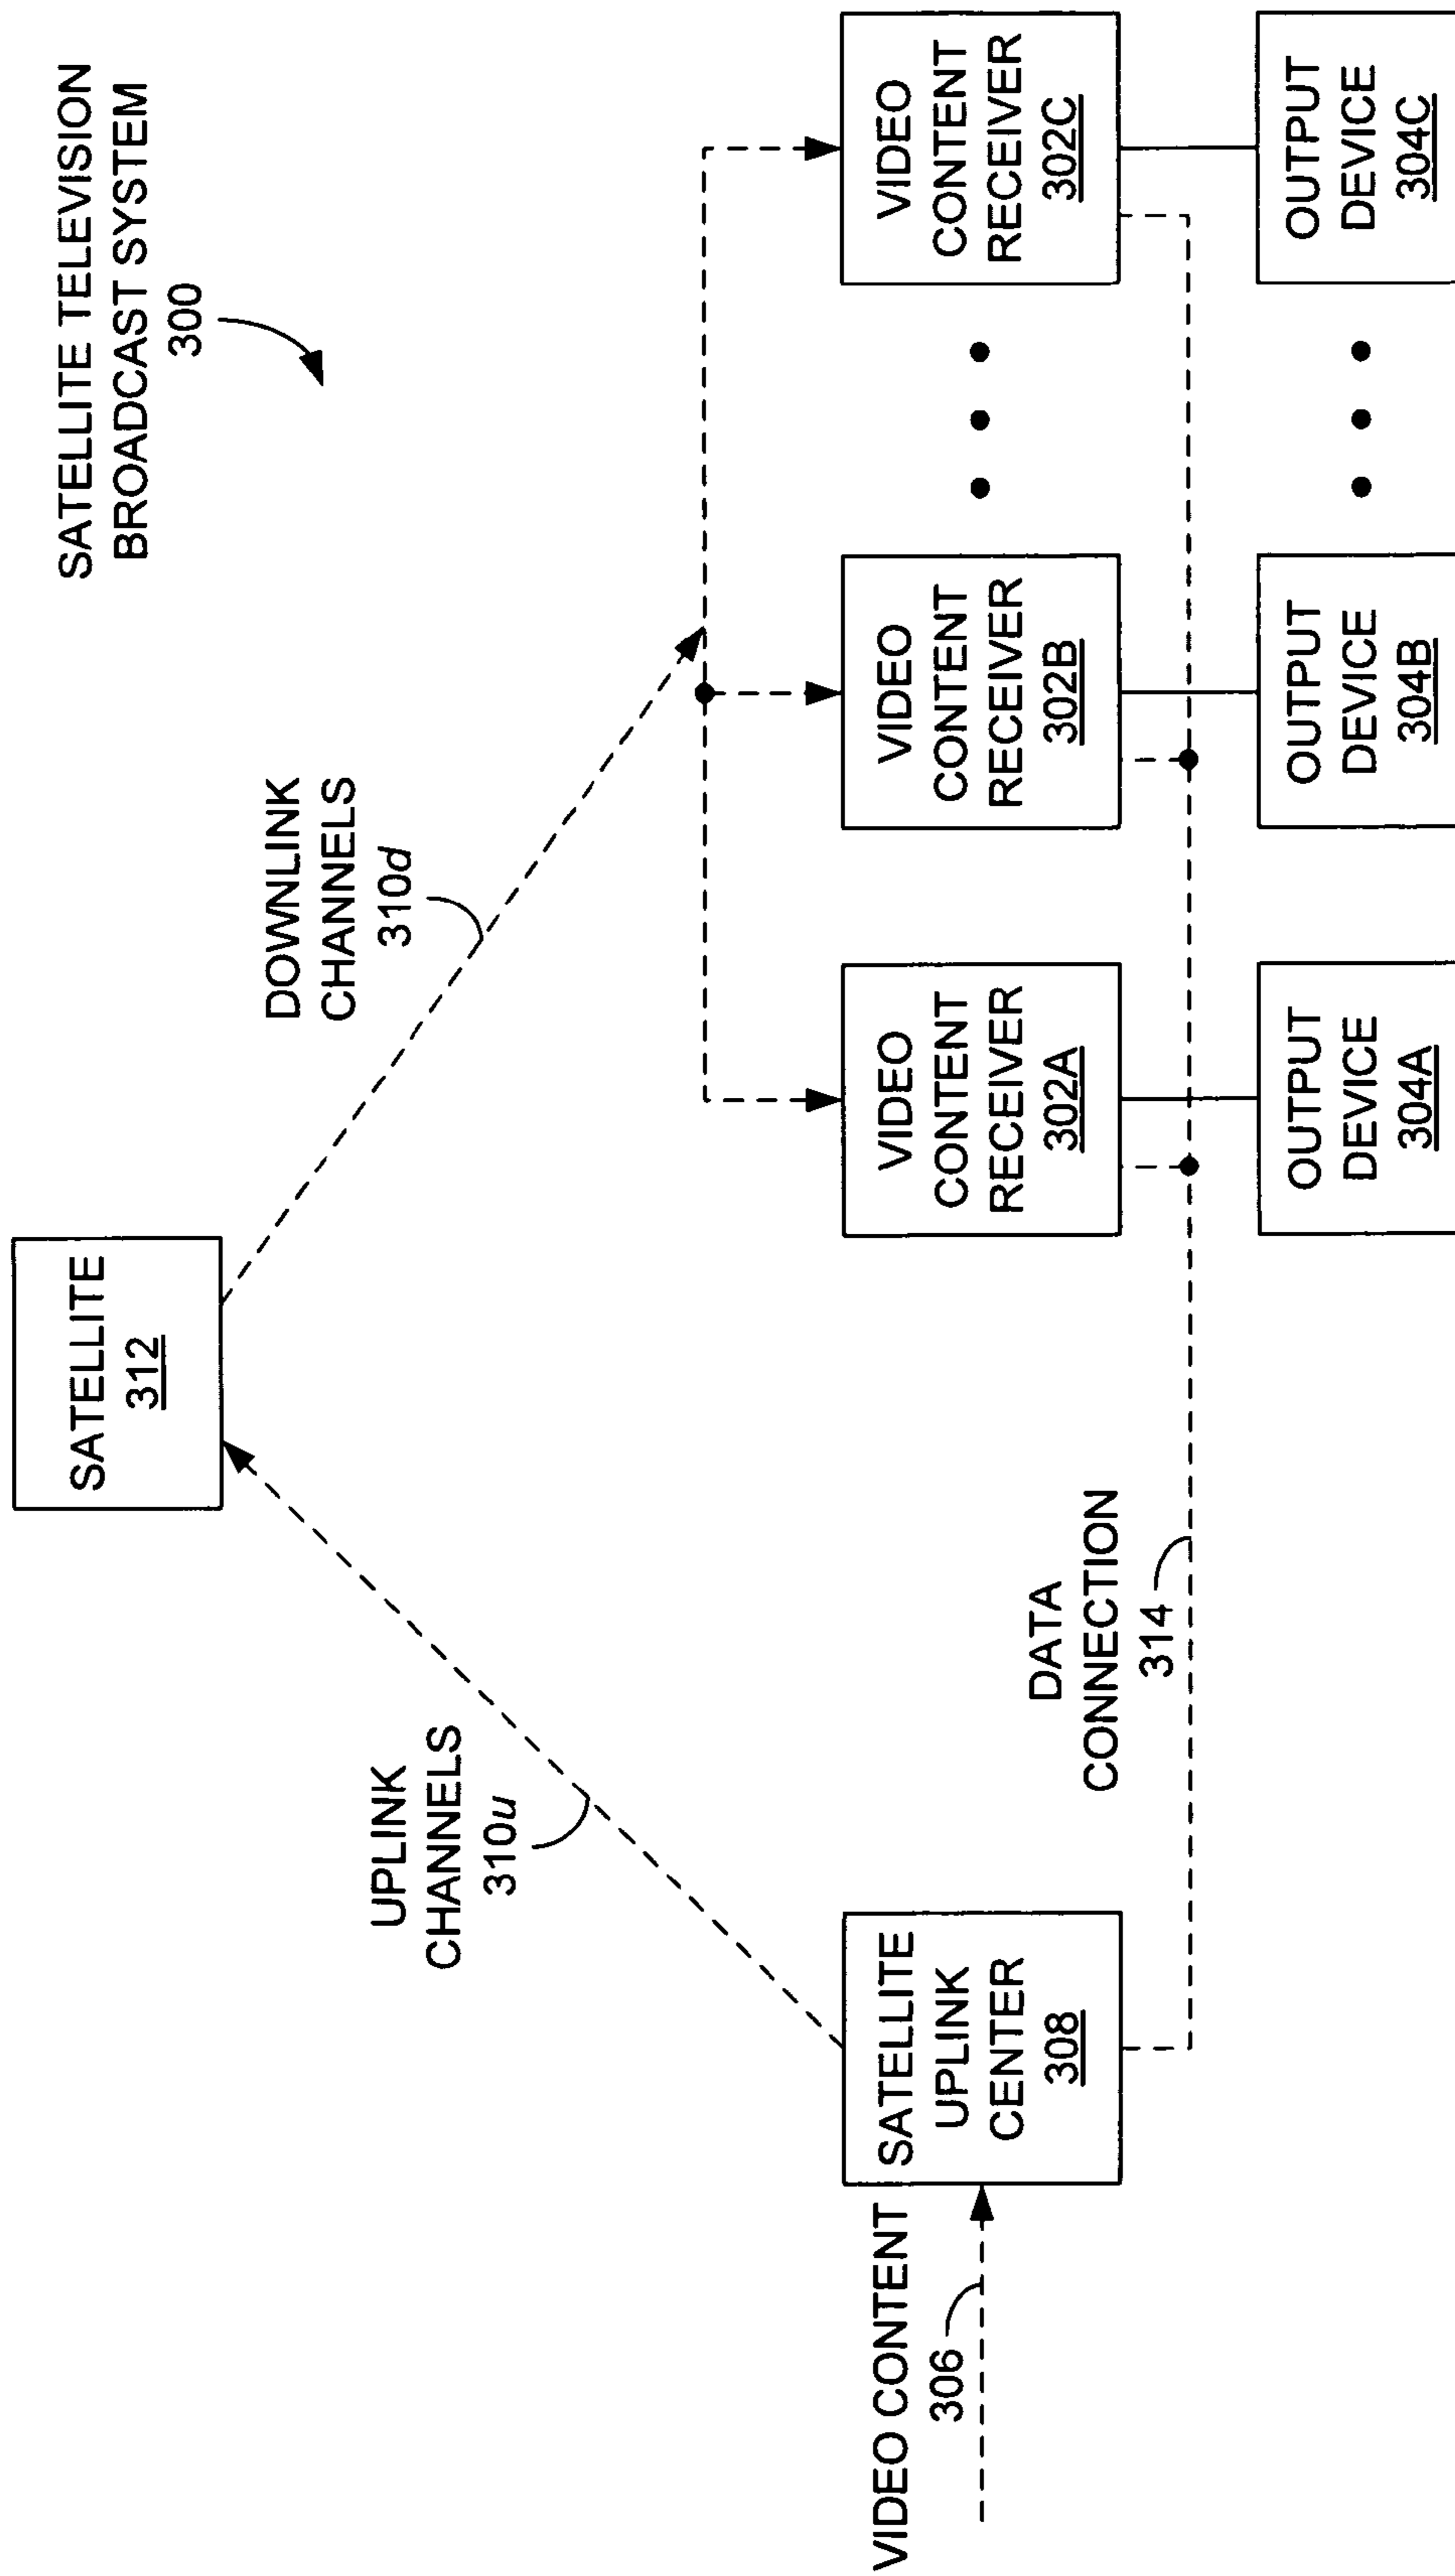 SATELLITE TELEVISION
BROADCAST SYSTEM
300
SATELLITE
312
UPLINK
CHANNELS
310u
DOWNLINK
CHANNELS
310d
VIDEO CONTENT
306
SATELLITE
UPLINK
CENTER
308
DATA
CONNECTION
314
VIDEO
CONTENT
RECEIVER
302A
VIDEO
CONTENT
RECEIVER
302B
VIDEO
CONTENT
RECEIVER
302C
OUTPUT
DEVICE
304A
OUTPUT
DEVICE
304B
OUTPUT
DEVICE
304C